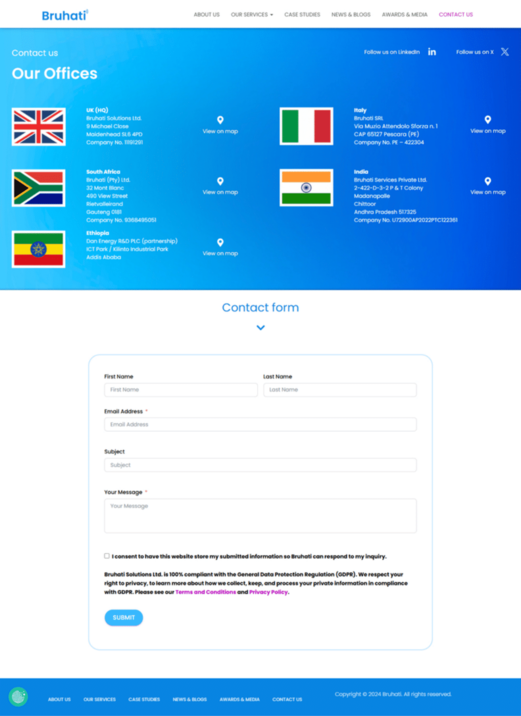 Bruhati
ABOUT US
OUR SERVICES
CASE STUDIES
NEWS & BLOGS
AWARDS & MEDIA
CONTACT US
Contact us
Follow us on LinkedIn
Follow us on X
Our Offices
UK (HQ)
Bruhati Solutions Ltd.
9 Michael Close
Maidenhead SL6 4PD
Company No.
View on map
Italy
Bruhati SRL
Via Muzio Attendolo Sforza n. 1
CAP 65127 Pescara (PE)
Company No. PE - 422304
View on map
South Africa
Bruhati (Pty) Ltd.
33 Mont Blanc
490 View Street
Rietvalleirand
Gauteng 0181
Company No. 9369495051
View on map
India
Bruhati Services Private Ltd.
2-422-D-3-2 P & T Colony
Madanapalle
Chittoor
Andhra Pradesh 517325
Company No. U72900AP2022PTC122361
View on map
Ethiopia
Dan Energy R&D PLC (partnership)
ICT Park / Kilinto Industrial Park
Addis Ababa
View on map
Contact form
First Name
Last Name
First Name
Last Name
Email Address *
Email Address
Subject
Subject
Your Message *
Your Message
I consent to have this website store my submitted information so Bruhati can respond to my inquiry.
Bruhati Solutions Ltd. is 100% compliant with the General Data Protection Regulation (GDPR). We respect your
right to privacy, to learn more about how we collect, keep, and process your private information in compliance
with GDPR. Please see our Terms and Conditions and Privacy Policy.
SUBMIT
ABOUT US
OUR SERVICES
CASE STUDIES
NEWS & BLOGS
AWARDS & MEDIA
CONTACT US
Copyright © 2024 Bruhati. All rights reserved.